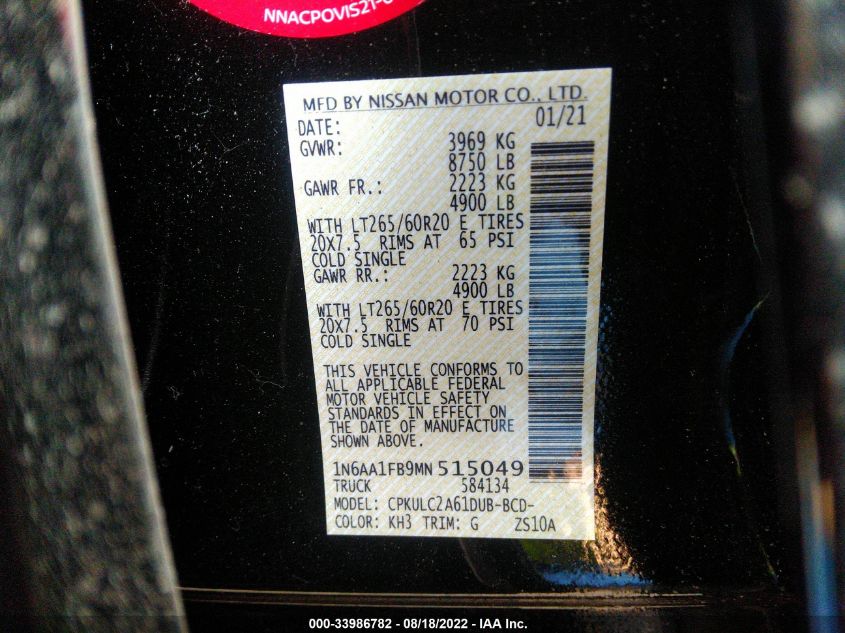 NNACPOVIS21-
MFD BY NISSAN MOTOR CO., LTD.
DATE: 01/21
GVWR: 3969 KG
8750 LB
GAWR FR.: 2223 KG
4900 LB
WITH LT265/60R20 E TIRES
20X7.5 RIMS AT 65 PSI
COLD SINGLE
GAWR RR.: 2223 KG
4900 LB
WITH LT265/60R20 E TIRES
20X7.5 RIMS AT 70 PSI
COLD SINGLE
THIS VEHICLE CONFORMS TO
ALL APPLICABLE FEDERAL
MOTOR VEHICLE SAFETY
STANDARDS IN EFFECT ON
THE DATE OF MANUFACTURE
SHOWN ABOVE.
1N6AA1FB9MN515049
TRUCK 584134
MODEL: CPKULC2A61DUB-BCD-
COLOR: KH3 TRIM: G ZS10A
000-33986782 - 08/18/2022 - IAA Inc.